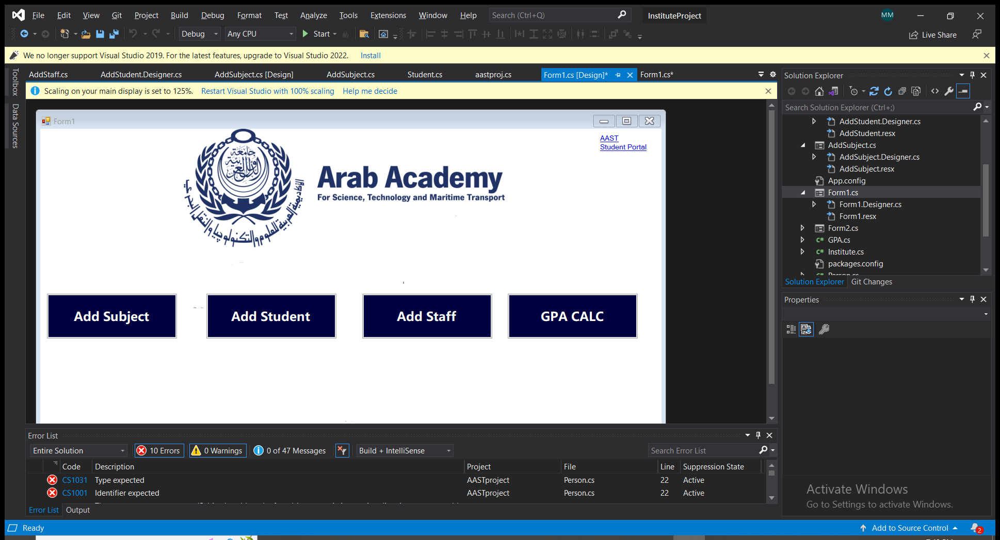 File Edit View Git Project Build Debug Format Test Analyze Tools Extensions Window Help Search (Ctrl+Q) InstituteProject MM
Debug Any CPU Start Live Share
We no longer support Visual Studio 2019. For the latest features, upgrade to Visual Studio 2022. Install
Toolbox
Data Sources
AddStaff.cs AddStudent.Designer.cs AddSubject.cs [Design] AddSubject.cs Student.cs aastproj.cs Form1.cs [Design]* Form1.cs*
Scaling on your main display is set to 125%. Restart Visual Studio with 100% scaling Help me decide
Form1
AAST
Student Portal
جامعة
الدول العربية
Arab Academy
For Science, Technology and Maritime Transport
الأكاديمية العربية للعلوم والتكنولوجيا والنقل البحري
Add Subject Add Student Add Staff GPA CALC
Solution Explorer
Search Solution Explorer (Ctrl+;)
AddStudent.Designer.cs
AddStudent.resx
AddSubject.cs
AddSubject.Designer.cs
AddSubject.resx
App.config
Form1.cs
Form1.Designer.cs
Form1.resx
Form2.cs
GPA.cs
Institute.cs
packages.config
Person.cs
Solution Explorer Git Changes
Properties
Error List
Entire Solution 10 Errors 0 Warnings 0 of 47 Messages Build + IntelliSense Search Error List
Code Description Project File Line Suppression State
CS1031 Type expected AASTproject Person.cs 22 Active
CS1001 Identifier expected AASTproject Person.cs 22 Active
Error List Output
Activate Windows
Go to Settings to activate Windows.
Ready Add to Source Control 2